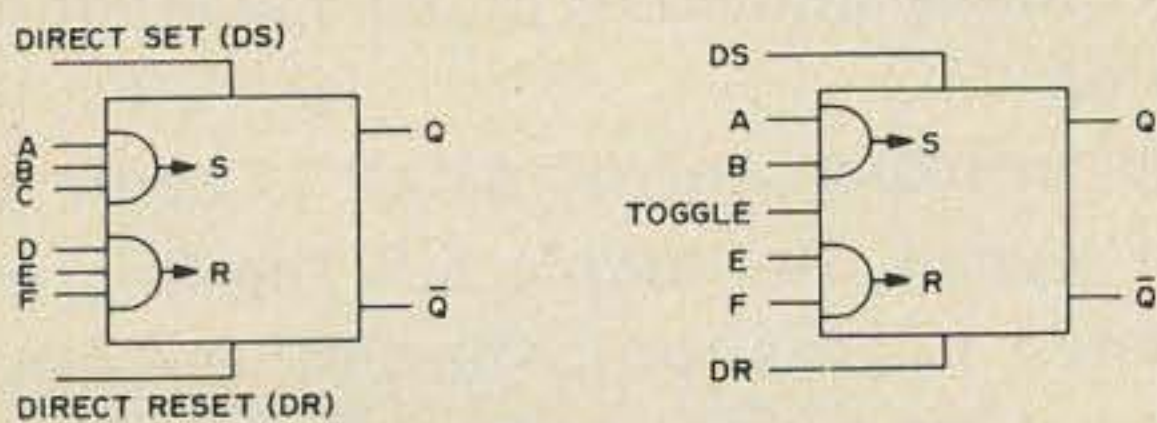 DIRECT SET (DS)
A
B
C
S
D
E
F
R
Q
Q̅
DIRECT RESET (DR)
DS
A
B
S
TOGGLE
E
F
R
DR
Q
Q̅